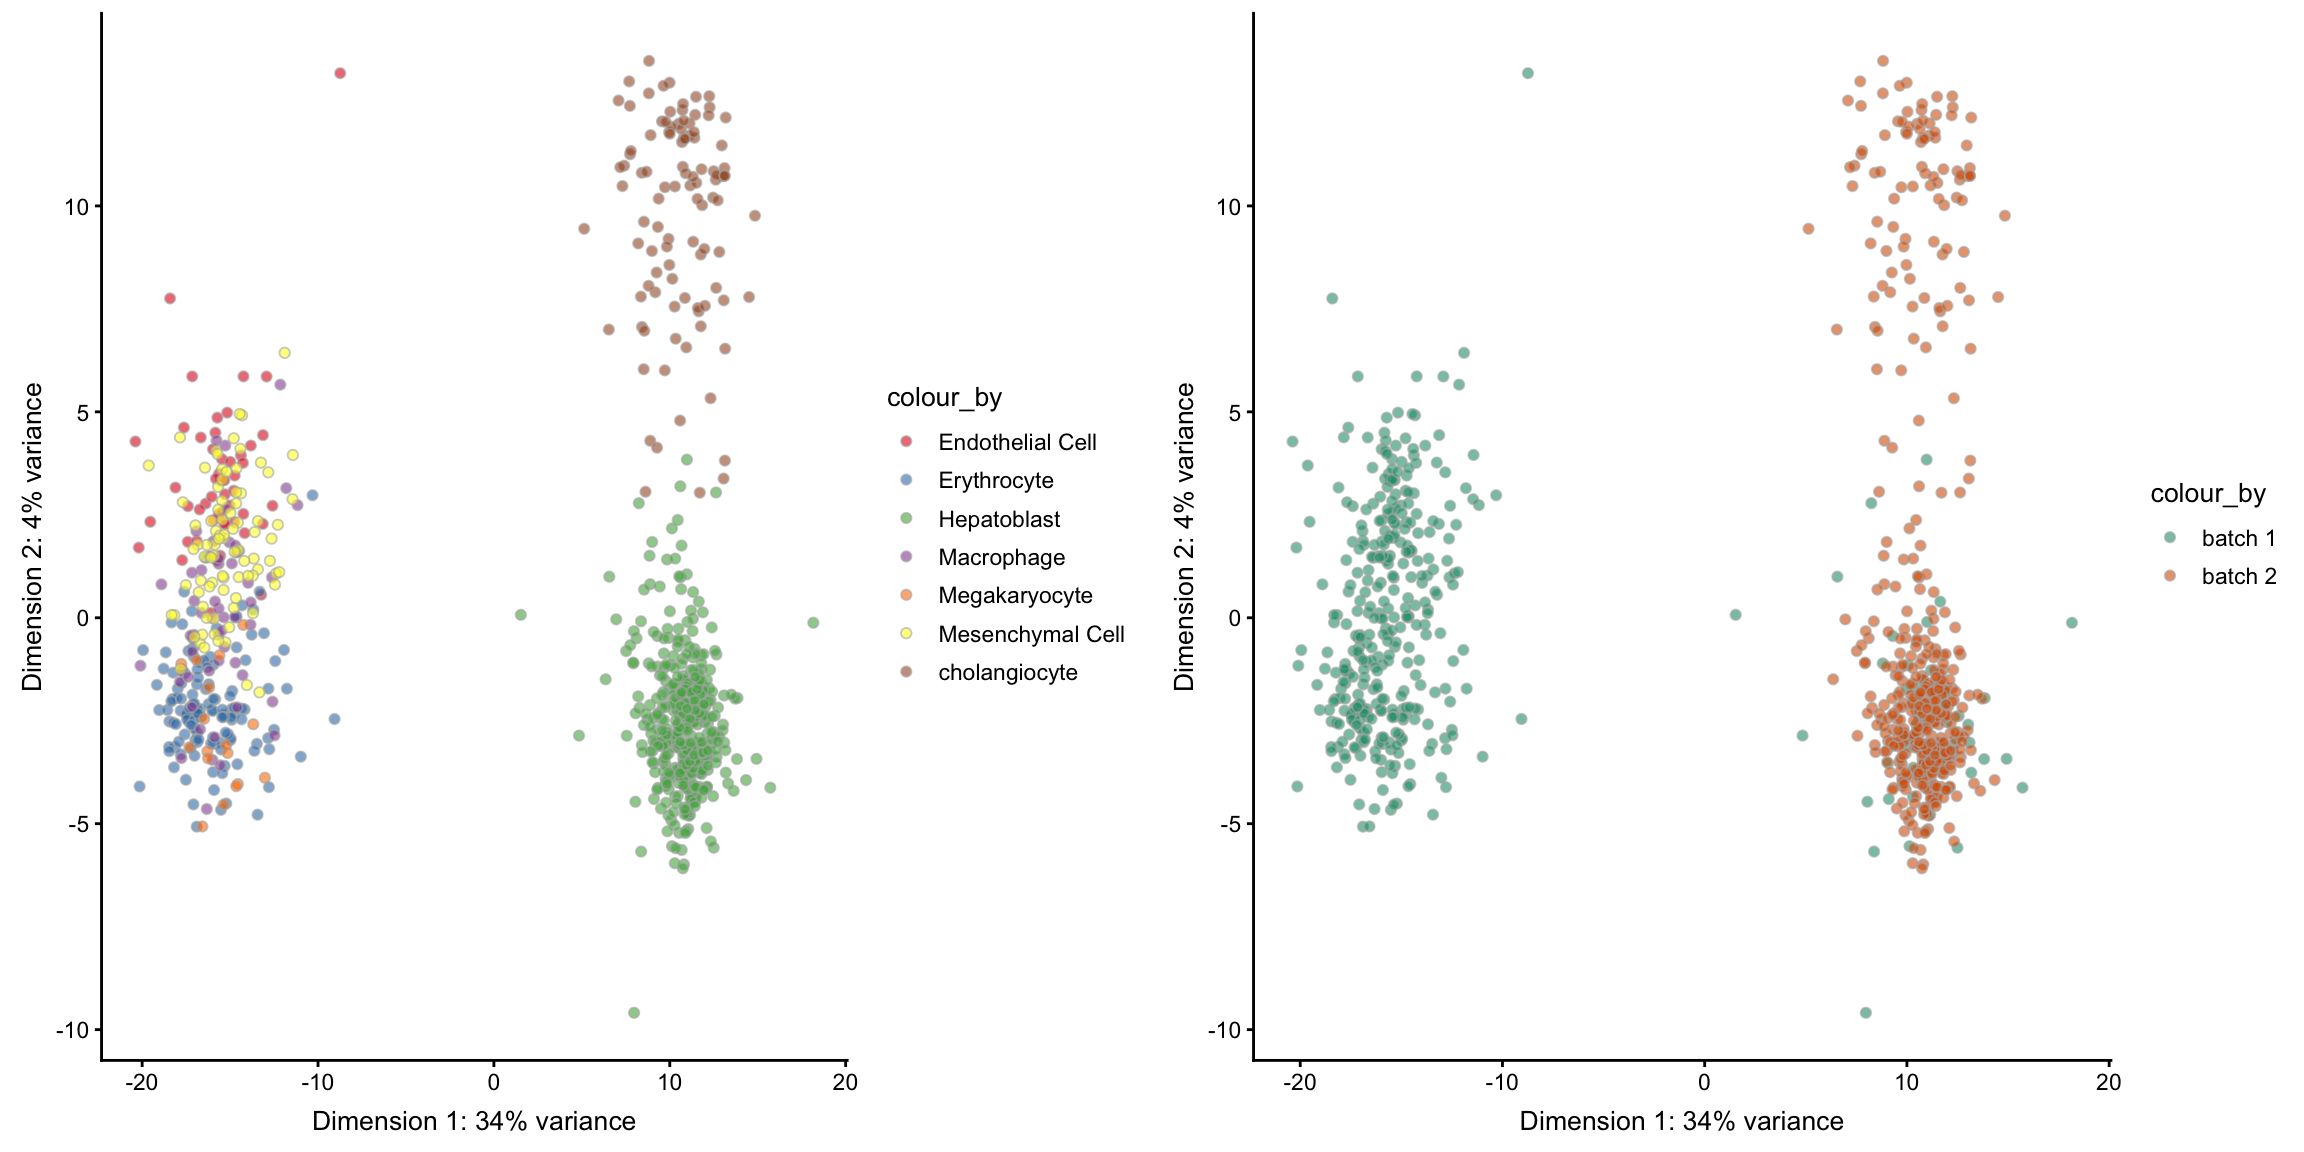 10
5
0
-5
-10
-20
-10
0
10
20
Dimension 1: 34% variance
Dimension 2: 4% variance
colour_by
Endothelial Cell
Erythrocyte
Hepatoblast
Macrophage
Megakaryocyte
Mesenchymal Cell
cholangiocyte
10
5
0
-5
-10
-20
-10
0
10
20
Dimension 1: 34% variance
Dimension 2: 4% variance
colour_by
batch 1
batch 2